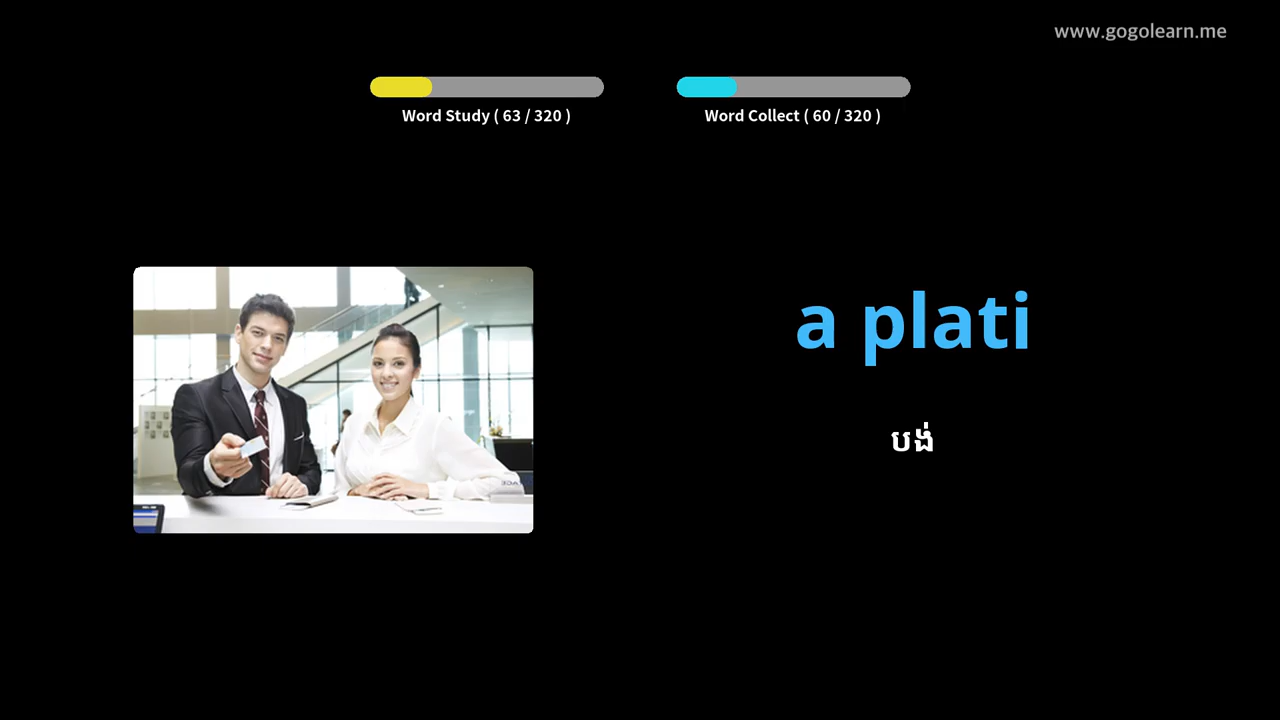 www.gogolearn.me
Word Study ( 63 / 320 )
Word Collect ( 60 / 320 )
a plati
បង់